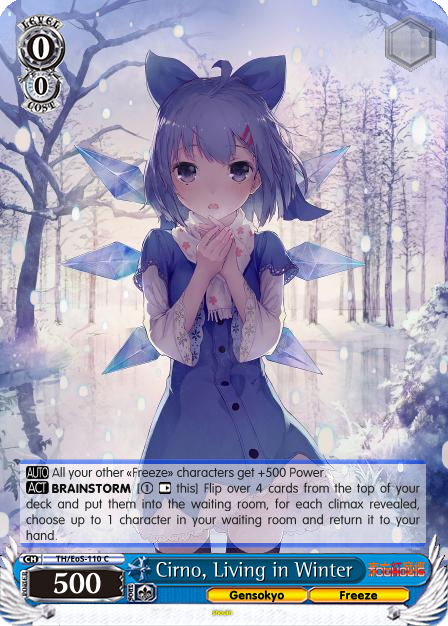 LEVEL
0
0
COST
AUTO All your other «Freeze» characters get +500 Power.
ACT BRAINSTORM [① this] Flip over 4 cards from the top of your
deck and put them into the waiting room, for each climax revealed,
choose up to 1 character in your waiting room and return it to your
hand.
CH TH/EoS-110 C
POWER 500 SOUL Cirno, Living in Winter
Gensokyo Freeze